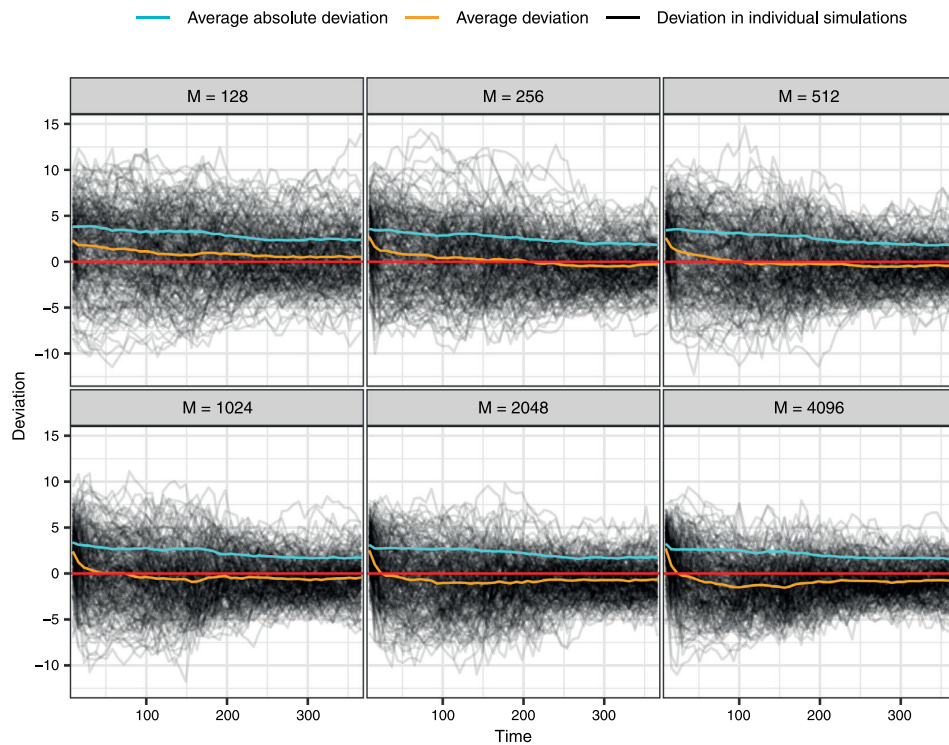 Average absolute deviation Average deviation Deviation in individual simulations
M = 128 M = 256 M = 512
15
10
5
0
−5
−10
Deviation
M = 1024 M = 2048 M = 4096
15
10
5
0
−5
−10
100 200 300 100 200 300 100 200 300
Time